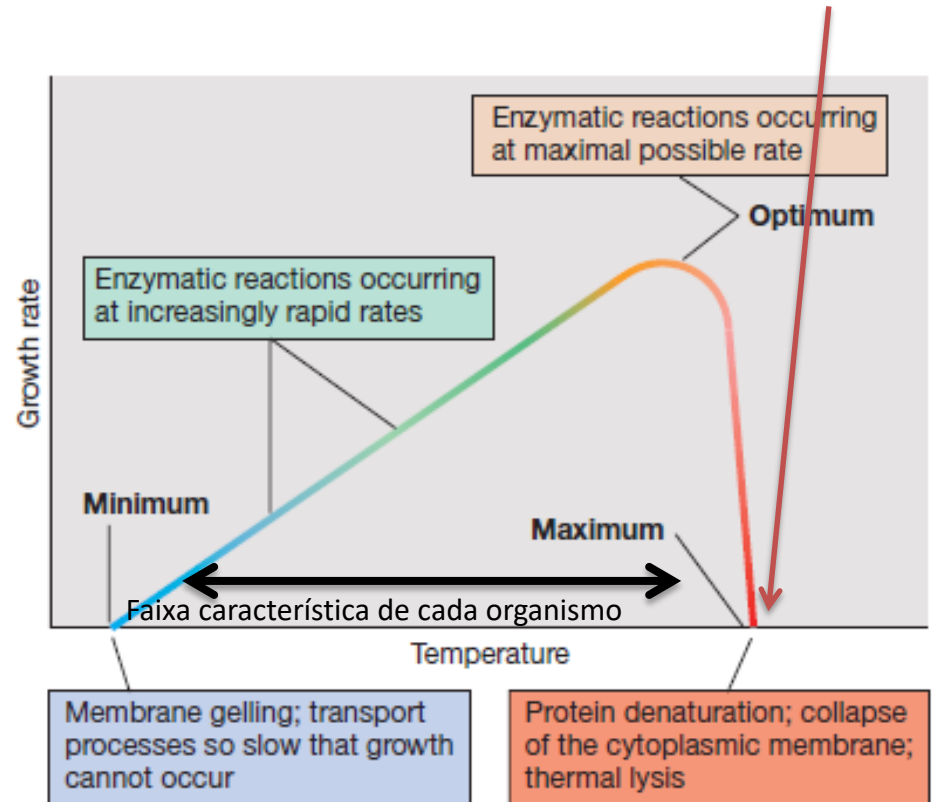 Enzymatic reactions occurring
at maximal possible rate
Optimum
Enzymatic reactions occurring
at increasingly rapid rates
Growth rate
Minimum
Maximum
Faixa característica de cada organismo
Temperature
Membrane gelling; transport
processes so slow that growth
cannot occur
Protein denaturation; collapse
of the cytoplasmic membrane;
thermal lysis